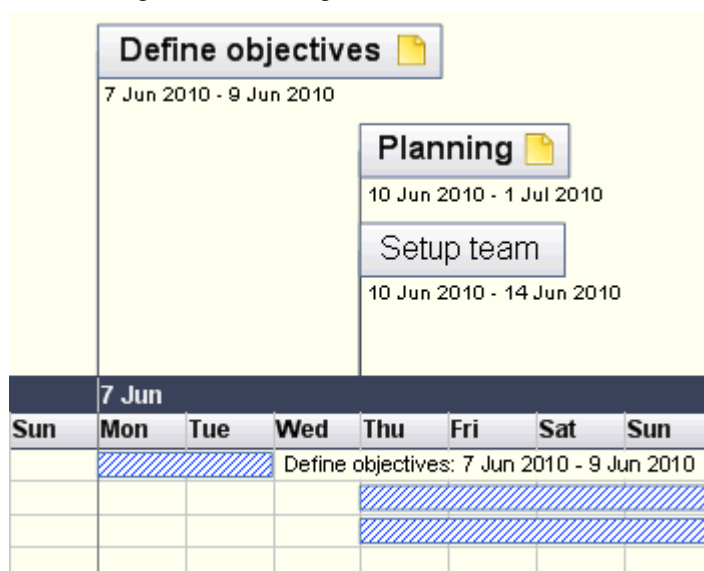 Define objectives
7 Jun 2010 - 9 Jun 2010
Planning
10 Jun 2010 - 1 Jul 2010
Setup team
10 Jun 2010 - 14 Jun 2010
7 Jun
Sun Mon Tue Wed Thu Fri Sat Sun
Define objectives: 7 Jun 2010 - 9 Jun 2010